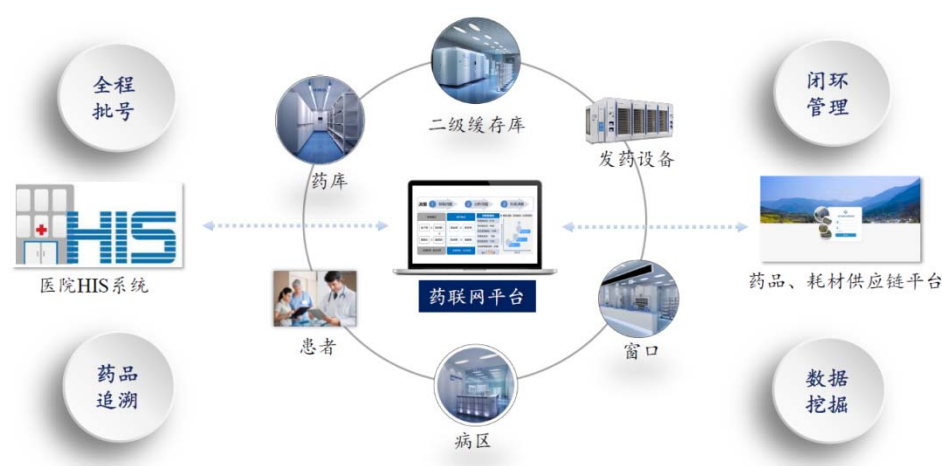 全程
批号
二级缓存库
闭环
管理
药库
发药设备
HIS
医院HIS系统
药联网平台
药品、耗材供应链平台
患者
窗口
药品
追溯
病区
数据
挖掘